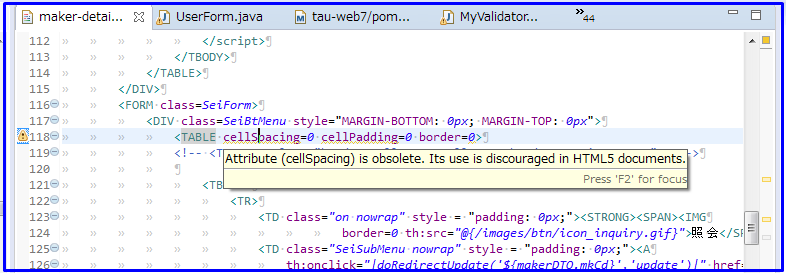 maker-detai... UserForm.java tau-web7/pom... MyValidator... »44
112 </script>
113 </TBODY>
114 </TABLE>
115 </DIV>
116 <FORM class=SeiForm>
117 <DIV class=SeiBtMenu style="MARGIN-BOTTOM: 0px; MARGIN-TOP: 0px">
118 <TABLE cellSpacing=0 cellPadding=0 border=0>
119 <!-- <T
Attribute (cellSpacing) is obsolete. Its use is discouraged in HTML5 documents.
120
Press 'F2' for focus
121 <TB
122 <TR>
123 <TD class="on nowrap" style = "padding: 0px;"><STRONG><SPAN><IMG
124 border=0 th:src="@{/images/btn/icon_inquiry.gif}">照会</SP
125 <TD class="SeiSubMenu nowrap" style = "padding: 0px;"><A
126 th:onclick="|doRedirectUpdate('${makerDTO.mkCd}','update')|" href=